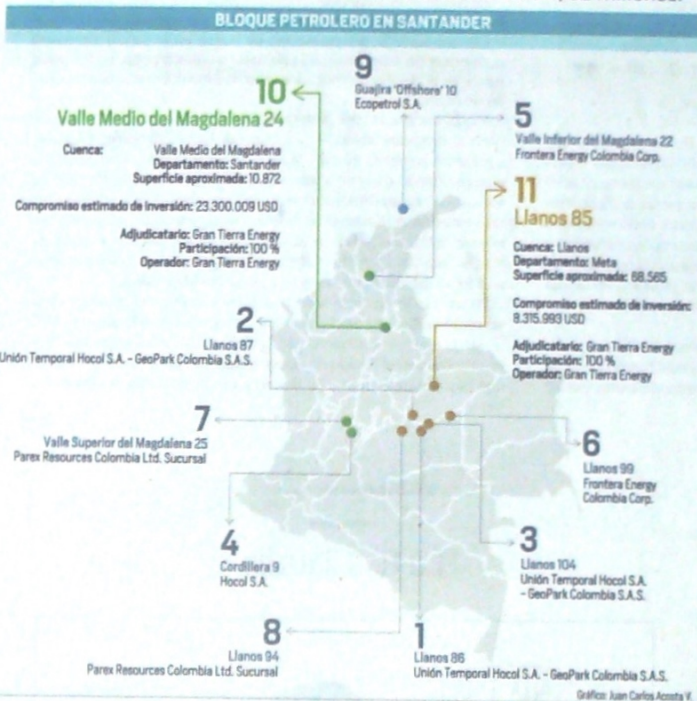 BLOQUE PETROLERO EN SANTANDER
10
Valle Medio del Magdalena 24
Cuenca: Valle Medio del Magdalena
Departamento: Santander
Superficie aproximada: 10.872
Compromiso estimado de inversión: 23.300.009 USD
Adjudicatario: Gran Tierra Energy
Participación: 100 %
Operador: Gran Tierra Energy
9
Guajira 'Offshore' 10
Ecopetrol S.A.
5
Valle Inferior del Magdalena 22
Frontera Energy Colombia Corp.
11
Llanos 85
Cuenca: Llanos
Departamento: Meta
Superficie aproximada: 68.565
Compromiso estimado de inversión:
8.315.993 USD
Adjudicatario: Gran Tierra Energy
Participación: 100 %
Operador: Gran Tierra Energy
2
Llanos 87
Unión Temporal Hocol S.A. - GeoPark Colombia S.A.S.
7
Valle Superior del Magdalena 25
Parex Resources Colombia Ltd. Sucursal
6
Llanos 99
Frontera Energy
Colombia Corp.
4
Cordillera 9
Hocol S.A.
3
Llanos 104
Unión Temporal Hocol S.A.
- GeoPark Colombia S.A.S.
8
Llanos 94
Parex Resources Colombia Ltd. Sucursal
1
Llanos 86
Unión Temporal Hocol S.A. - GeoPark Colombia S.A.S.
Gráfico: Juan Carlos Acosta V.